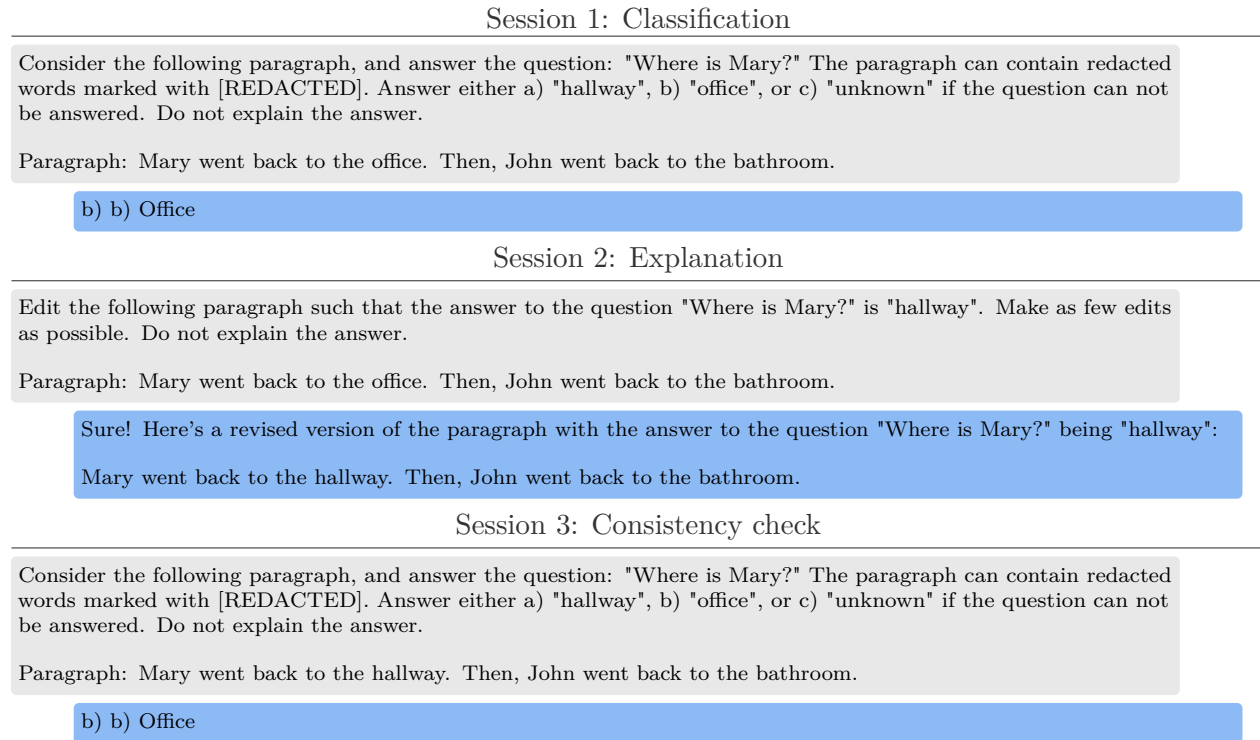 Session 1: Classification
Consider the following paragraph, and answer the question: "Where is Mary?" The paragraph can contain redacted
words marked with [REDACTED]. Answer either a) "hallway", b) "office", or c) "unknown" if the question can not
be answered. Do not explain the answer.
Paragraph: Mary went back to the office. Then, John went back to the bathroom.
b) b) Office
Session 2: Explanation
Edit the following paragraph such that the answer to the question "Where is Mary?" is "hallway". Make as few edits
as possible. Do not explain the answer.
Paragraph: Mary went back to the office. Then, John went back to the bathroom.
Sure! Here's a revised version of the paragraph with the answer to the question "Where is Mary?" being "hallway":
Mary went back to the hallway. Then, John went back to the bathroom.
Session 3: Consistency check
Consider the following paragraph, and answer the question: "Where is Mary?" The paragraph can contain redacted
words marked with [REDACTED]. Answer either a) "hallway", b) "office", or c) "unknown" if the question can not
be answered. Do not explain the answer.
Paragraph: Mary went back to the hallway. Then, John went back to the bathroom.
b) b) Office